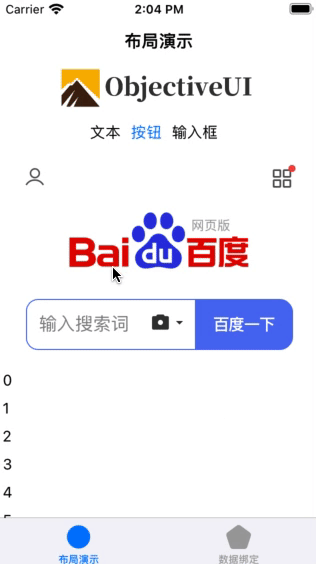 Carrier 2:04 PM
布局演示
ObjectiveUI
文本 按钮 输入框
网页版
Bai du 百度
输入搜索词 百度一下
0
1
2
3
4
布局演示 数据绑定